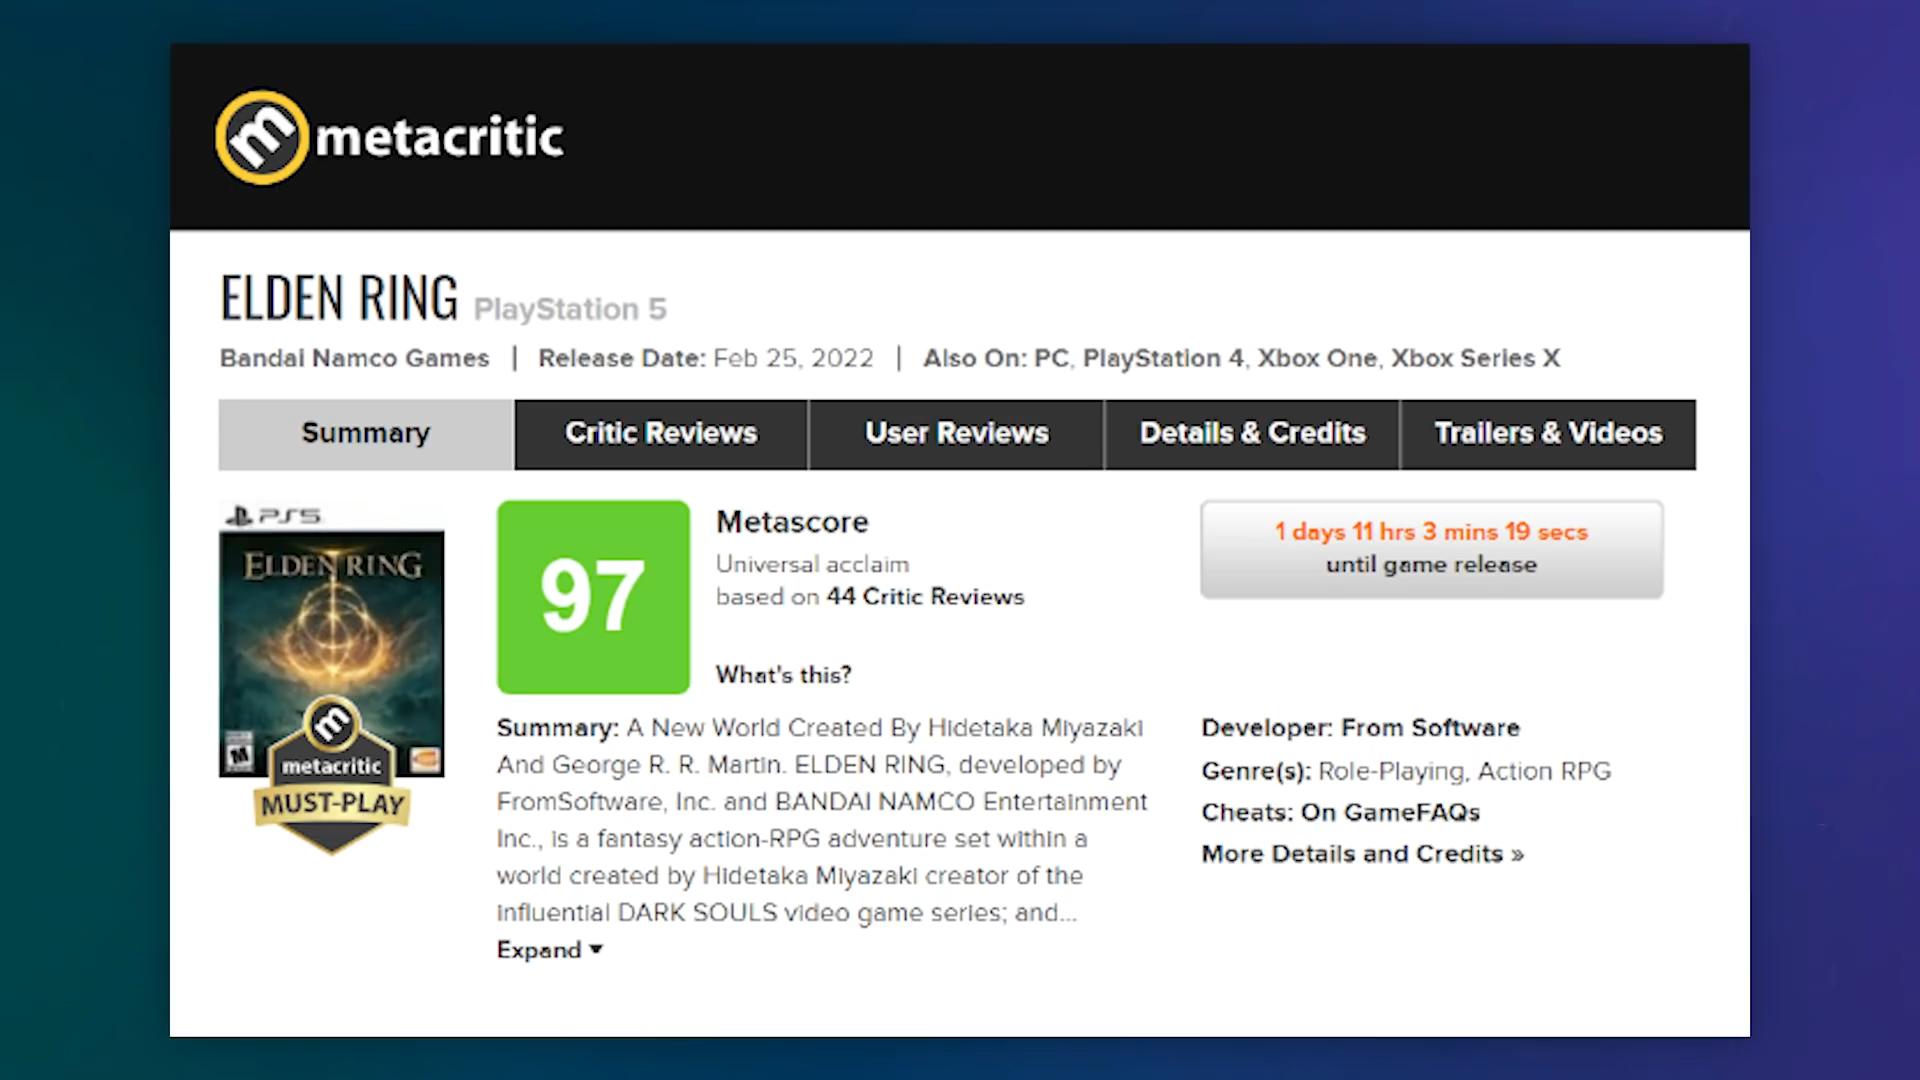 metacritic
ELDEN RING PlayStation 5
Bandai Namco Games | Release Date: Feb 25, 2022 | Also On: PC, PlayStation 4, Xbox One, Xbox Series X
Summary Critic Reviews User Reviews Details & Credits Trailers & Videos
PS5
ELDEN RING
M
metacritic
MUST-PLAY
97
Metascore
Universal acclaim
based on 44 Critic Reviews
What's this?
1 days 11 hrs 3 mins 19 secs
until game release
Summary: A New World Created By Hidetaka Miyazaki
And George R. R. Martin. ELDEN RING, developed by
FromSoftware, Inc. and BANDAI NAMCO Entertainment
Inc., is a fantasy action-RPG adventure set within a
world created by Hidetaka Miyazaki creator of the
influential DARK SOULS video game series; and...
Expand
Developer: From Software
Genre(s): Role-Playing, Action RPG
Cheats: On GameFAQs
More Details and Credits »